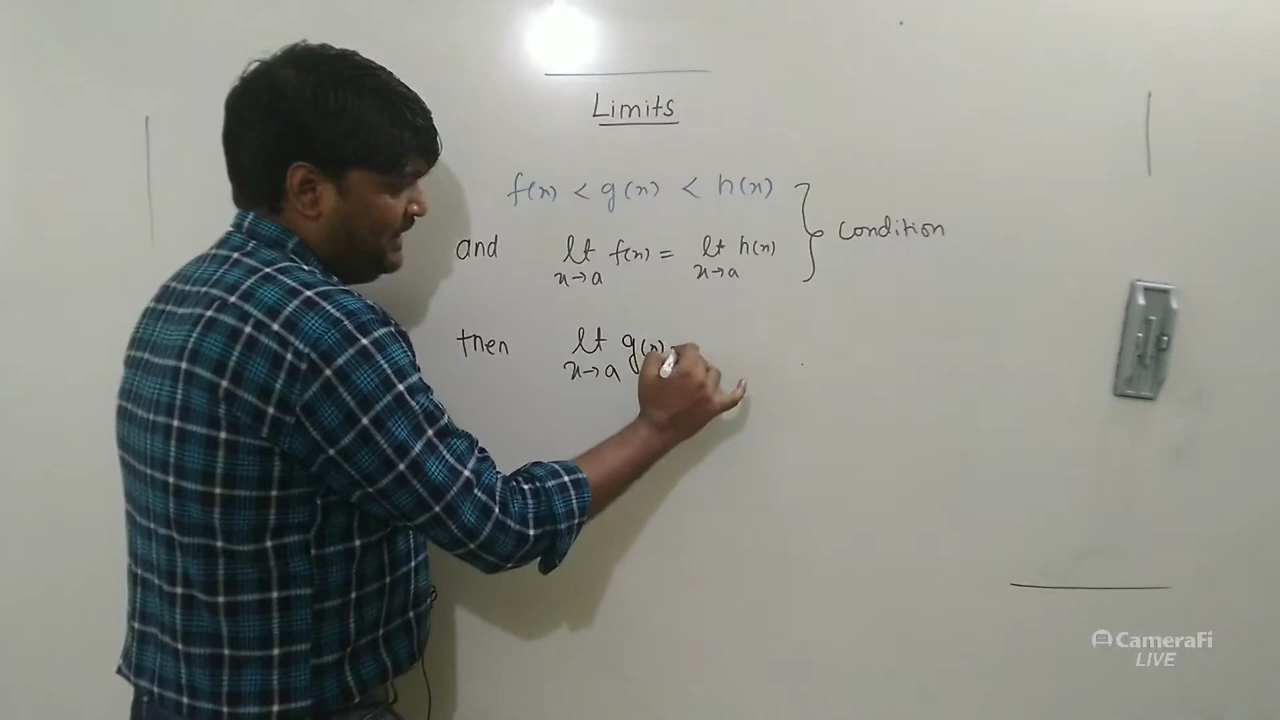 Limits
f(x) < g(x) < h(x)
and lt f(x) = lt h(x)
x→a x→a
condition
then lt g(x) =
x→a
CameraFi
LIVE